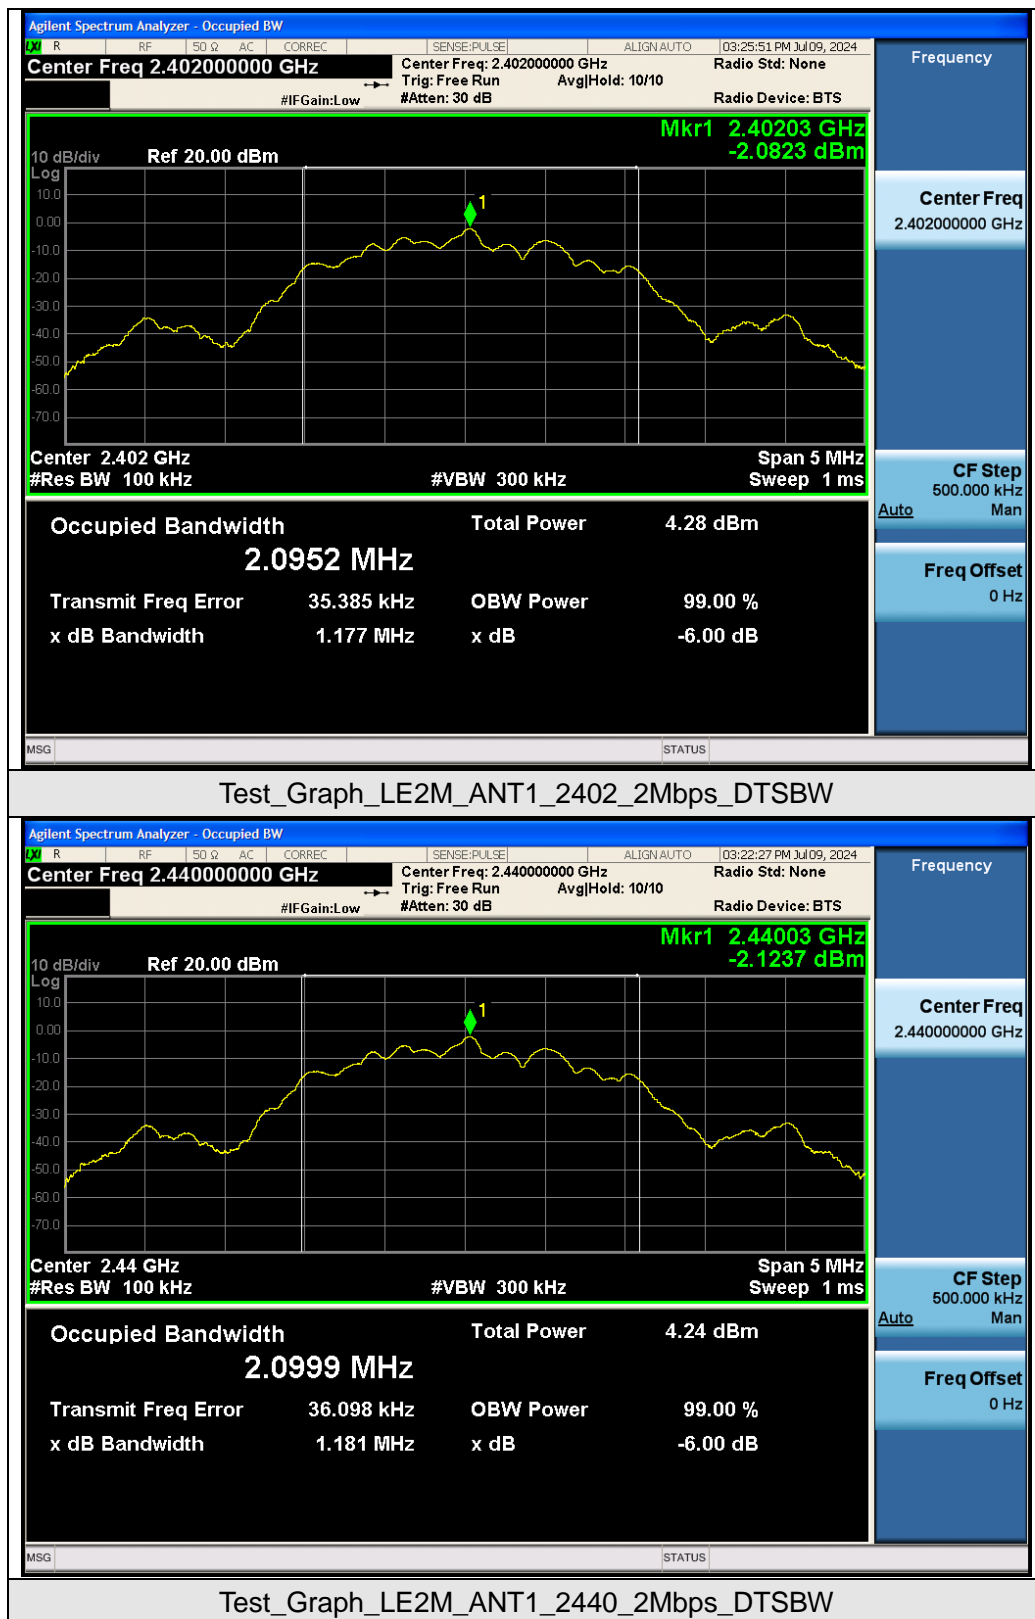 Agilent Spectrum Analyzer - Occupied BW
LXI R RF 50 Ω AC CORREC SENSE:PULSE ALIGN AUTO 03:25:51 PM Jul 09, 2024
Center Freq 2.402000000 GHz Center Freq: 2.402000000 GHz Radio Std: None
Trig: Free Run Avg|Hold: 10/10
#IFGain:Low #Atten: 30 dB Radio Device: BTS
Frequency
Mkr1 2.40203 GHz
-2.0823 dBm
10 dB/div Ref 20.00 dBm
Log
10.0
0.00
-10.0
-20.0
-30.0
-40.0
-50.0
-60.0
-70.0
1
Center 2.402 GHz Span 5 MHz
#Res BW 100 kHz #VBW 300 kHz Sweep 1 ms
Center Freq
2.402000000 GHz
CF Step
500.000 kHz
Auto Man
Freq Offset
0 Hz
Occupied Bandwidth Total Power 4.28 dBm
2.0952 MHz
Transmit Freq Error 35.385 kHz OBW Power 99.00 %
x dB Bandwidth 1.177 MHz x dB -6.00 dB
MSG STATUS
Test_Graph_LE2M_ANT1_2402_2Mbps_DTSBW
Agilent Spectrum Analyzer - Occupied BW
LXI R RF 50 Ω AC CORREC SENSE:PULSE ALIGN AUTO 03:22:27 PM Jul 09, 2024
Center Freq 2.440000000 GHz Center Freq: 2.440000000 GHz Radio Std: None
Trig: Free Run Avg|Hold: 10/10
#IFGain:Low #Atten: 30 dB Radio Device: BTS
Frequency
Mkr1 2.44003 GHz
-2.1237 dBm
10 dB/div Ref 20.00 dBm
Log
10.0
0.00
-10.0
-20.0
-30.0
-40.0
-50.0
-60.0
-70.0
1
Center 2.44 GHz Span 5 MHz
#Res BW 100 kHz #VBW 300 kHz Sweep 1 ms
Center Freq
2.440000000 GHz
CF Step
500.000 kHz
Auto Man
Freq Offset
0 Hz
Occupied Bandwidth Total Power 4.24 dBm
2.0999 MHz
Transmit Freq Error 36.098 kHz OBW Power 99.00 %
x dB Bandwidth 1.181 MHz x dB -6.00 dB
MSG STATUS
Test_Graph_LE2M_ANT1_2440_2Mbps_DTSBW